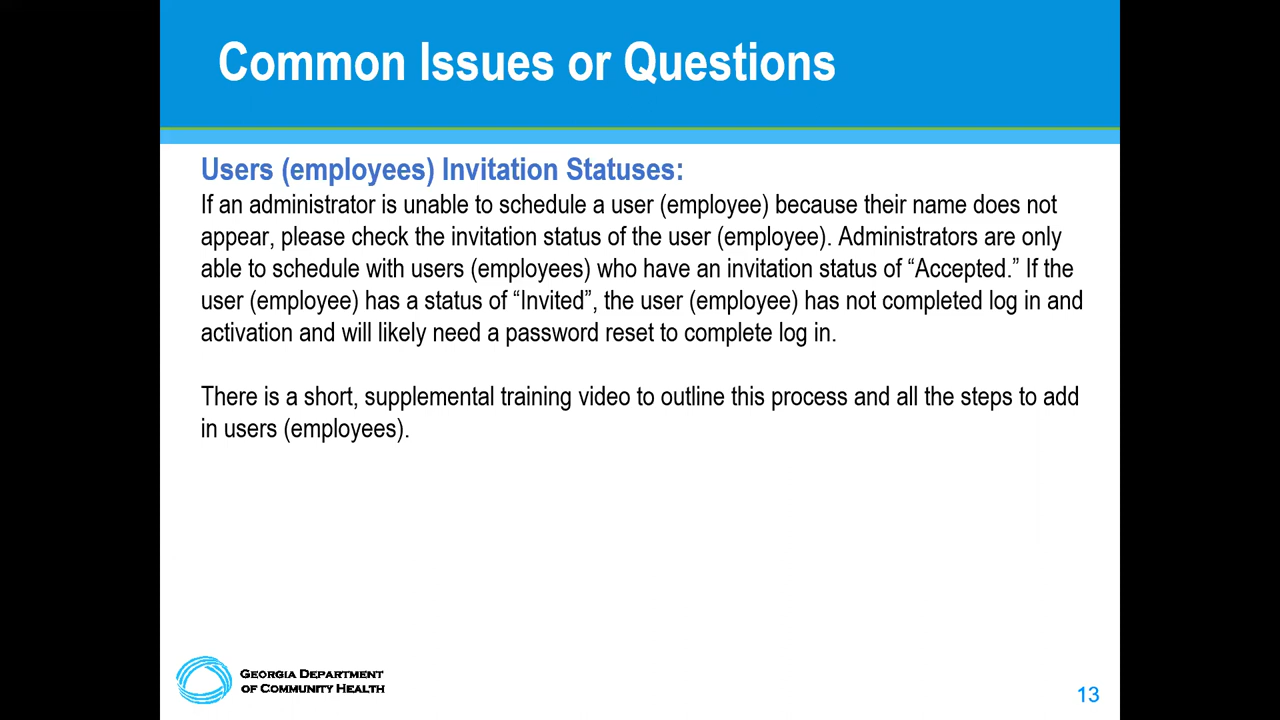 Common Issues or Questions
Users (employees) Invitation Statuses:
If an administrator is unable to schedule a user (employee) because their name does not
appear, please check the invitation status of the user (employee). Administrators are only
able to schedule with users (employees) who have an invitation status of “Accepted.” If the
user (employee) has a status of “Invited”, the user (employee) has not completed log in and
activation and will likely need a password reset to complete log in.
There is a short, supplemental training video to outline this process and all the steps to add
in users (employees).
GEORGIA DEPARTMENT
OF COMMUNITY HEALTH
13